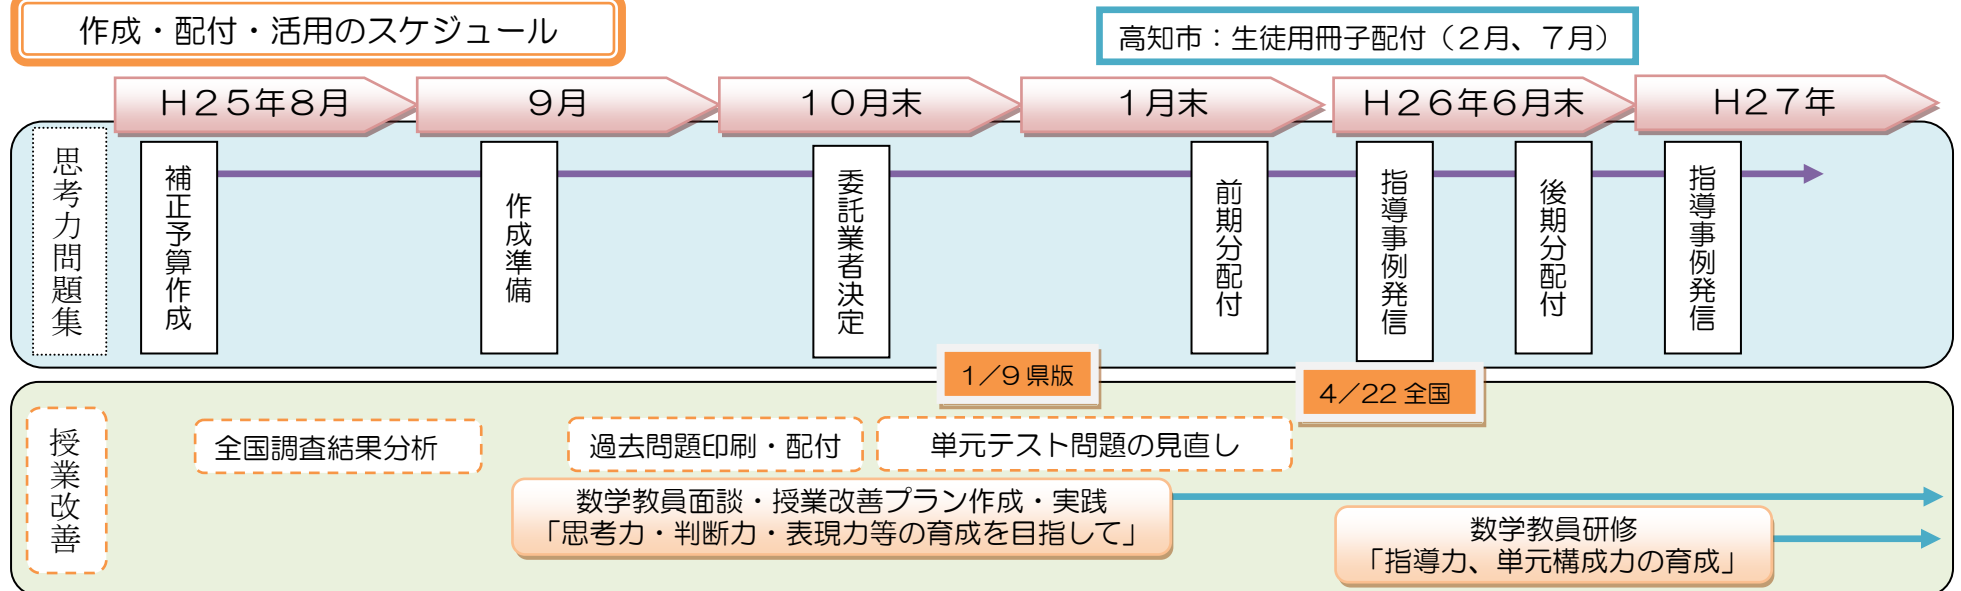 作成・配付・活用のスケジュール
高知市：生徒用冊子配付（２月、７月）
Ｈ２５年８月
９月
１０月末
１月末
Ｈ２６年６月末
Ｈ２７年
思考力問題集
補正予算作成
作成準備
委託業者決定
前期分配付
指導事例発信
後期分配付
指導事例発信
１／９県版
４／22 全国
授業改善
全国調査結果分析
過去問題印刷・配付
単元テスト問題の見直し
数学教員面談・授業改善プラン作成・実践
「思考力・判断力・表現力等の育成を目指して」
数学教員研修
「指導力、単元構成力の育成」